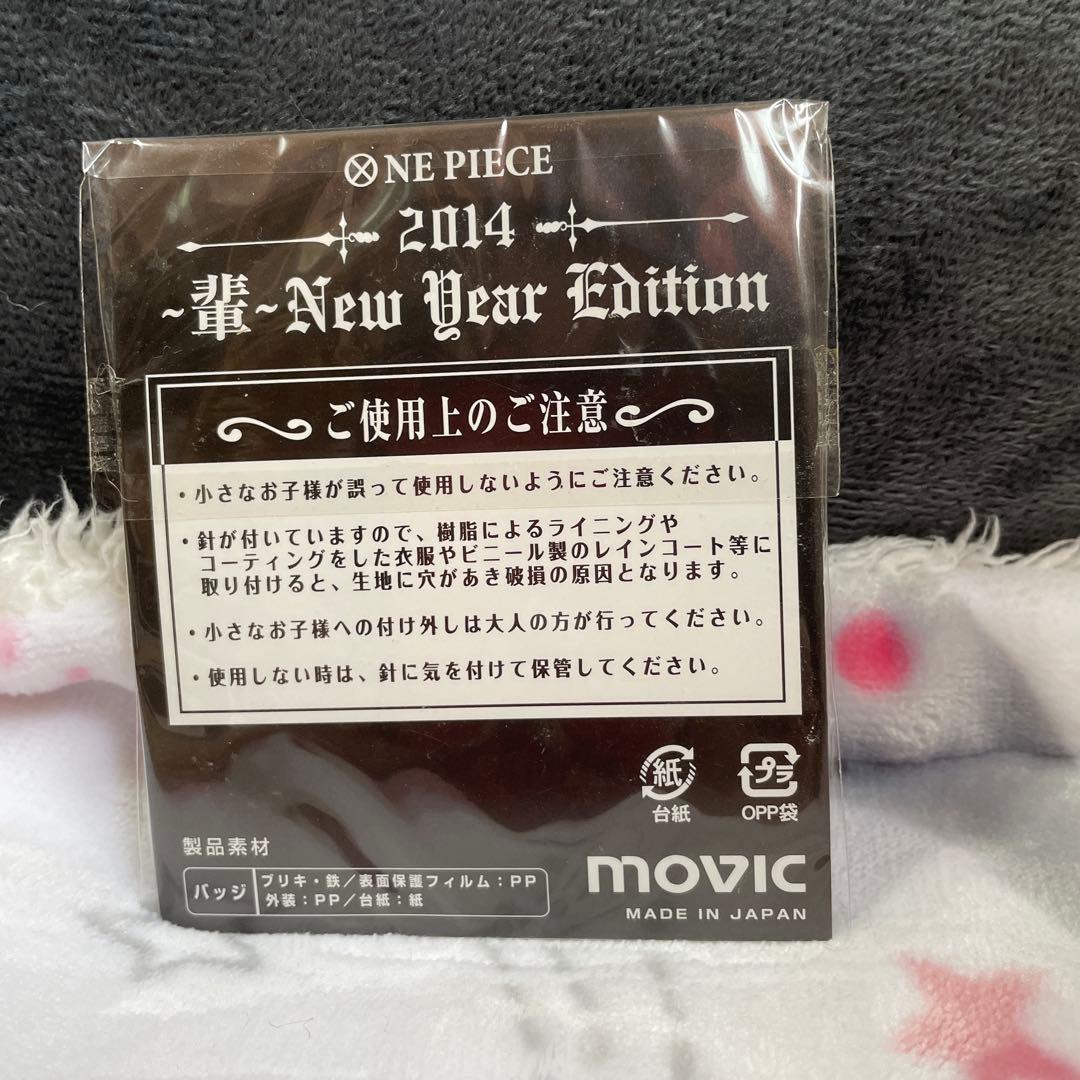 ONE PIECE
2014
-輩-New Year Edition
ご使用上のご注意
・小さなお子様が誤って使用しないようにご注意ください。
・針が付いていますので、樹脂によるライニングや
コーティングをした衣服やビニール製のレインコート等に
取り付けると、生地に穴があき破損の原因となります。
・小さなお子様への付け外しは大人の方が行ってください。
・使用しない時は、針に気を付けて保管してください。
紙 プラ
台紙 OPP袋
製品素材
バッジ
ブリキ・鉄/表面保護フィルム:PP
外装:PP/台紙:紙
movic
MADE IN JAPAN